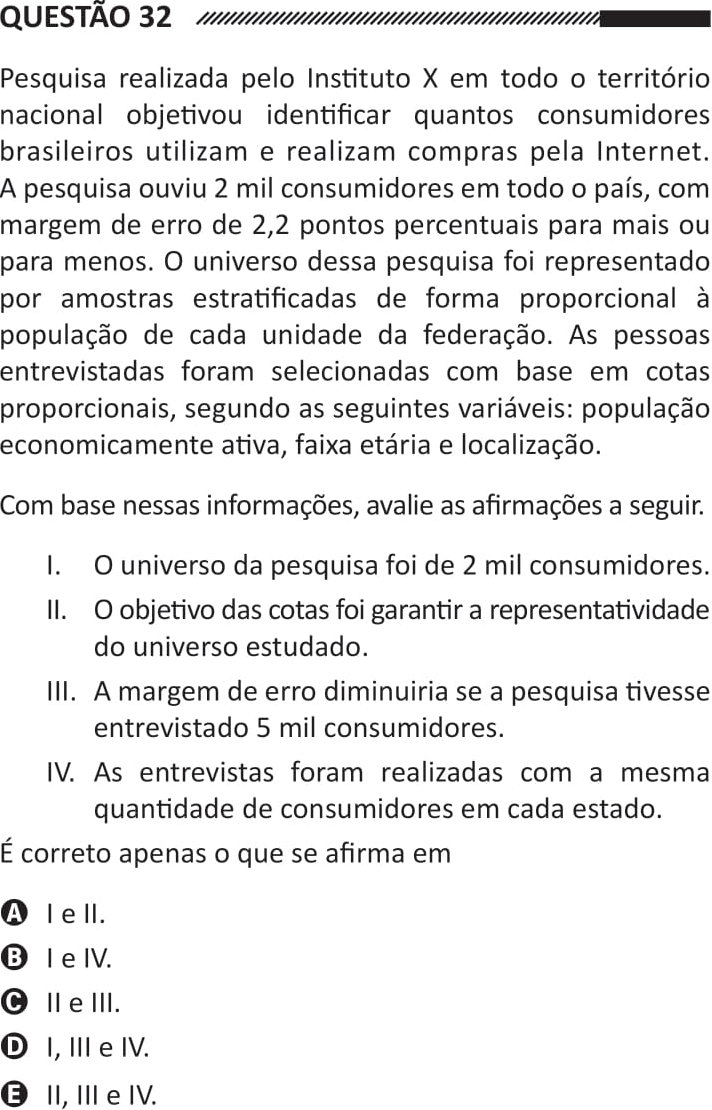 QUESTÃO 32
Pesquisa realizada pelo Instituto X em todo o território
nacional objetivou identificar quantos consumidores
brasileiros utilizam e realizam compras pela Internet.
A pesquisa ouviu 2 mil consumidores em todo o país, com
margem de erro de 2,2 pontos percentuais para mais ou
para menos. O universo dessa pesquisa foi representado
por amostras estratificadas de forma proporcional à
população de cada unidade da federação. As pessoas
entrevistadas foram selecionadas com base em cotas
proporcionais, segundo as seguintes variáveis: população
economicamente ativa, faixa etária e localização.
Com base nessas informações, avalie as afirmações a seguir.
I. O universo da pesquisa foi de 2 mil consumidores.
II. O objetivo das cotas foi garantir a representatividade
do universo estudado.
III. A margem de erro diminuiria se a pesquisa tivesse
entrevistado 5 mil consumidores.
IV. As entrevistas foram realizadas com a mesma
quantidade de consumidores em cada estado.
É correto apenas o que se afirma em
A I e II.
B I e IV.
C II e III.
D I, III e IV.
E II, III e IV.